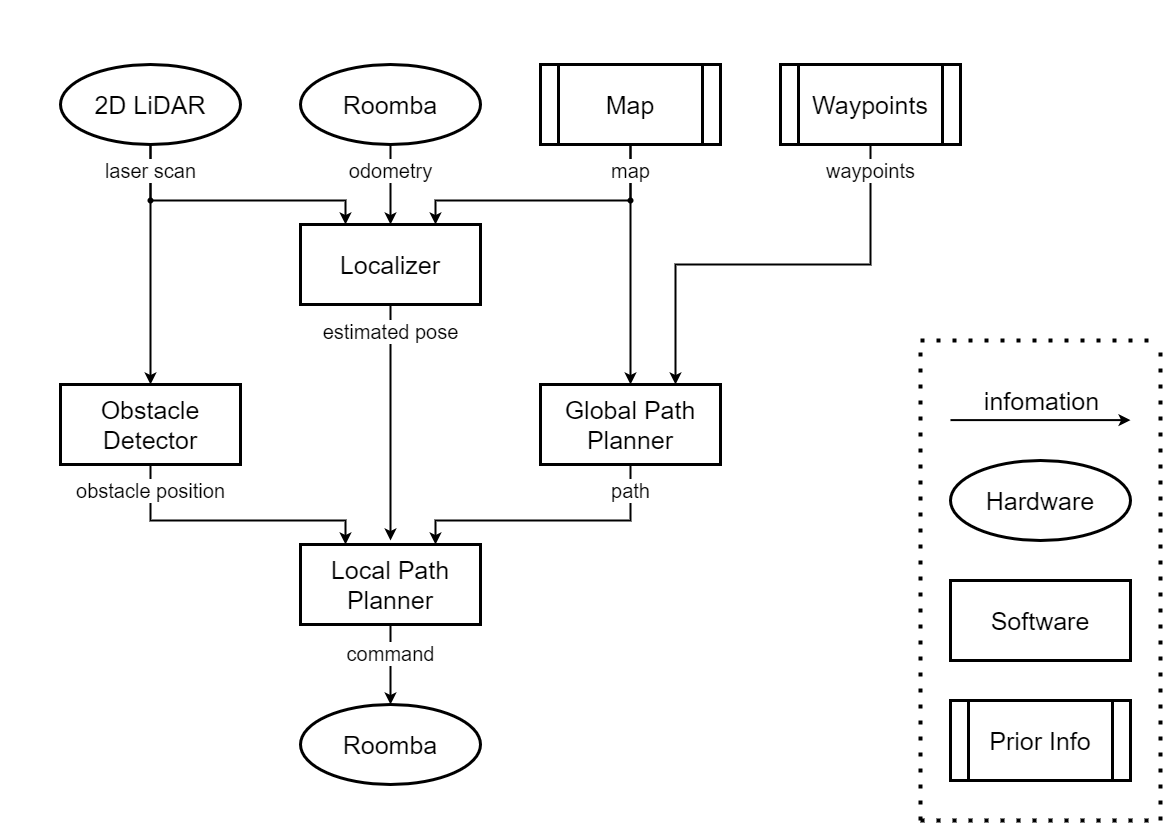 2D LiDAR
Roomba
Map
Waypoints
laser scan
odometry
map
waypoints
Localizer
estimated pose
Obstacle
Detector
Global Path
Planner
obstacle position
path
Local Path
Planner
command
Roomba
infomation
Hardware
Software
Prior Info